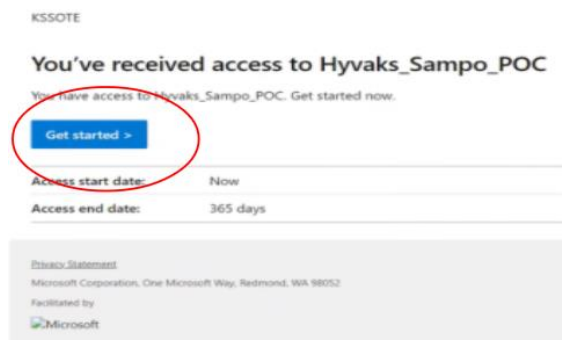 KSSOTE
You've received access to Hyvaks_Sampo_POC
You have access to Hyvaks_Sampo_POC. Get started now.
Get started >
Access start date: Now
Access end date: 365 days
Privacy Statement
Microsoft Corporation, One Microsoft Way, Redmond, WA 98052
Facilitated by
Microsoft